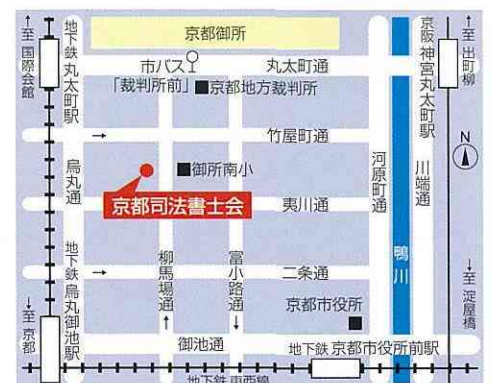 京都御所
↑至 国際会館
地下鉄 丸太町駅
市バス
「裁判所前」
丸太町通
■京都地方裁判所
京阪 神宮丸太町駅
↑至 出町柳
→
竹屋町通
N
烏丸通
■御所南小
河原町通
川端通
京都司法書士会
夷川通
鴨川
地下鉄 烏丸御池駅
→
柳馬場通
↑
富小路通
↓
二条通
↓至 京都
京都市役所
■
↓至 淀屋橋
御池通
地下鉄 京都市役所前駅
地下鉄 東西線